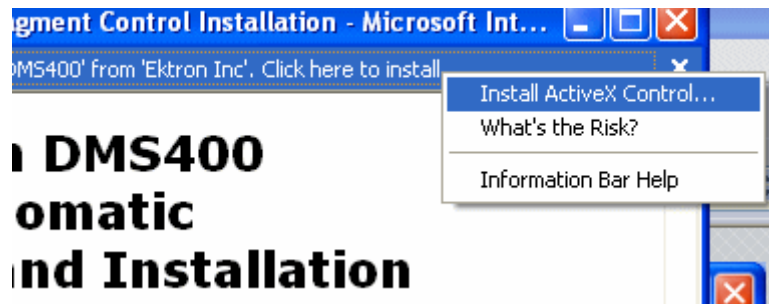 agment Control Installation - Microsoft Int...
DMS400' from 'Ektron Inc'. Click here to install
Install ActiveX Control...
What's the Risk?
Information Bar Help
DMS400
omatic
nd Installation